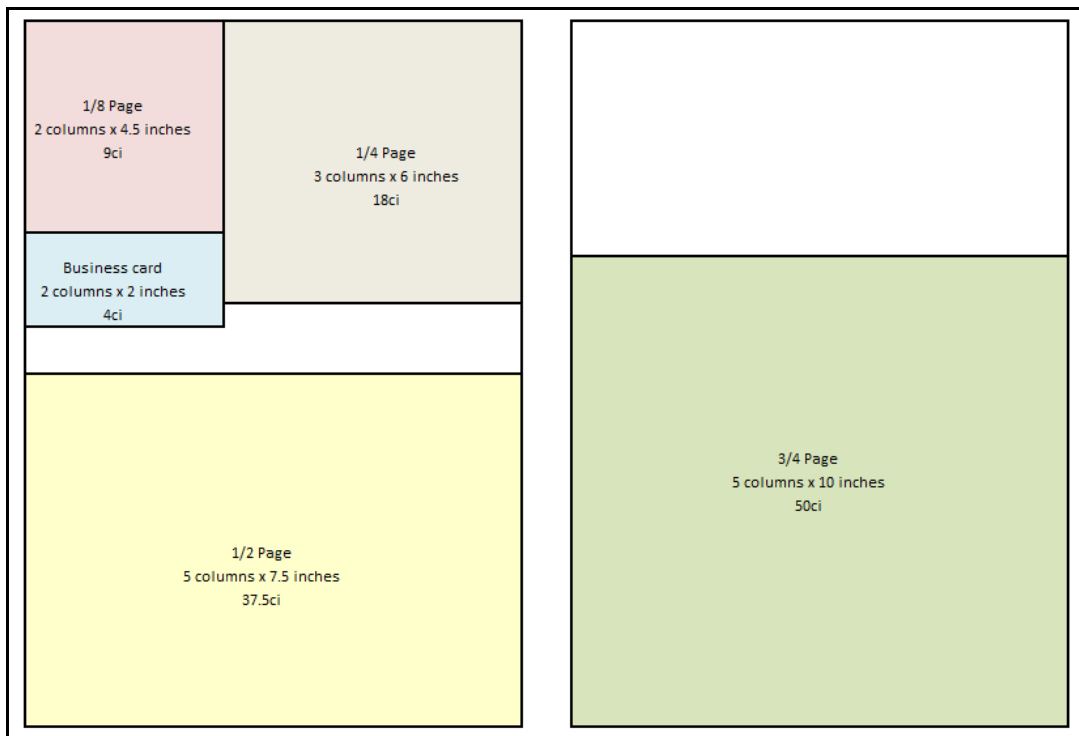 1/8 Page
2 columns x 4.5 inches
9ci
1/4 Page
3 columns x 6 inches
18ci
Business card
2 columns x 2 inches
4ci
1/2 Page
5 columns x 7.5 inches
37.5ci
3/4 Page
5 columns x 10 inches
50ci